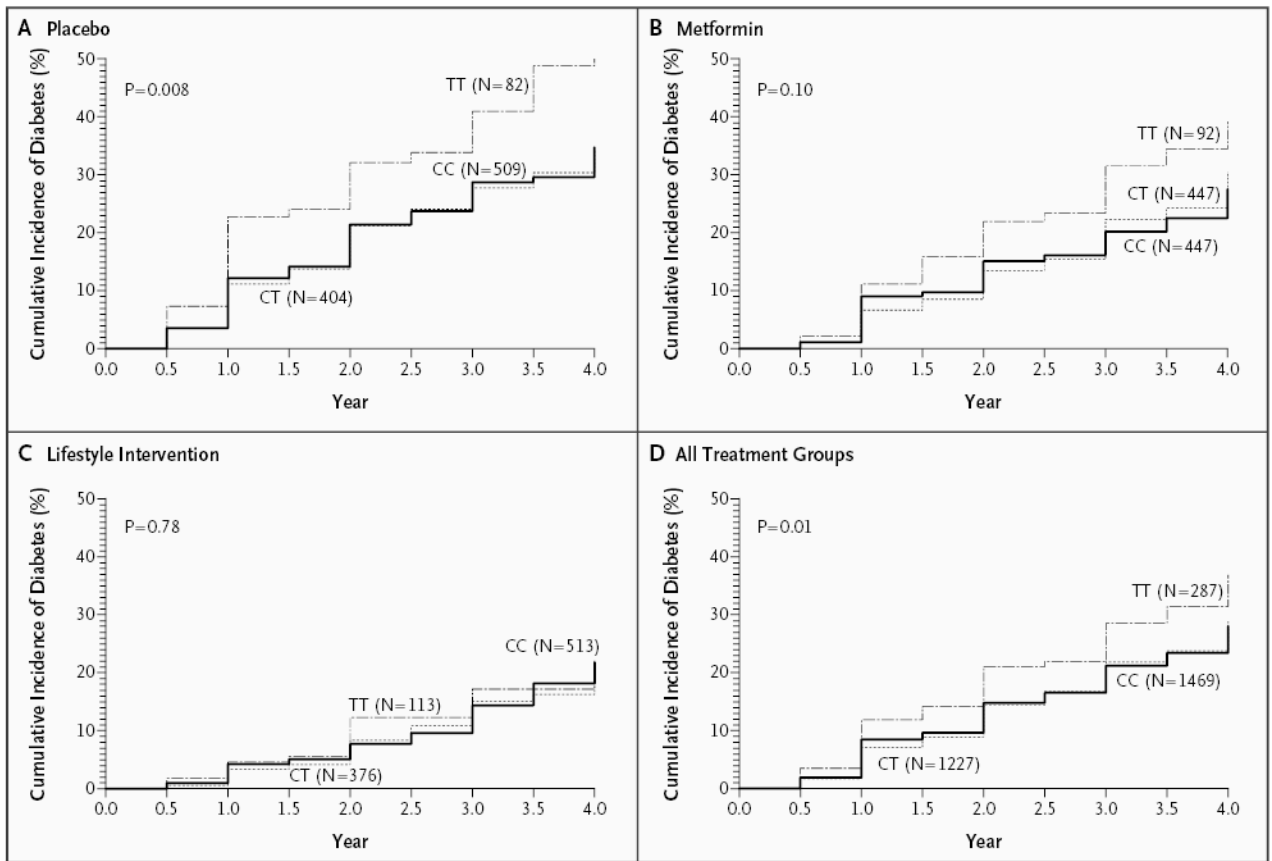 A Placebo
Cumulative Incidence of Diabetes (%)
50
40
30
20
10
0
P=0.008
TT (N=82)
CC (N=509)
CT (N=404)
0.0 0.5 1.0 1.5 2.0 2.5 3.0 3.5 4.0
Year
B Metformin
Cumulative Incidence of Diabetes (%)
50
40
30
20
10
0
P=0.10
TT (N=92)
CT (N=447)
CC (N=447)
0.0 0.5 1.0 1.5 2.0 2.5 3.0 3.5 4.0
Year
C Lifestyle Intervention
Cumulative Incidence of Diabetes (%)
50
40
30
20
10
0
P=0.78
CC (N=513)
TT (N=113)
CT (N=376)
0.0 0.5 1.0 1.5 2.0 2.5 3.0 3.5 4.0
Year
D All Treatment Groups
Cumulative Incidence of Diabetes (%)
50
40
30
20
10
0
P=0.01
TT (N=287)
CC (N=1469)
CT (N=1227)
0.0 0.5 1.0 1.5 2.0 2.5 3.0 3.5 4.0
Year